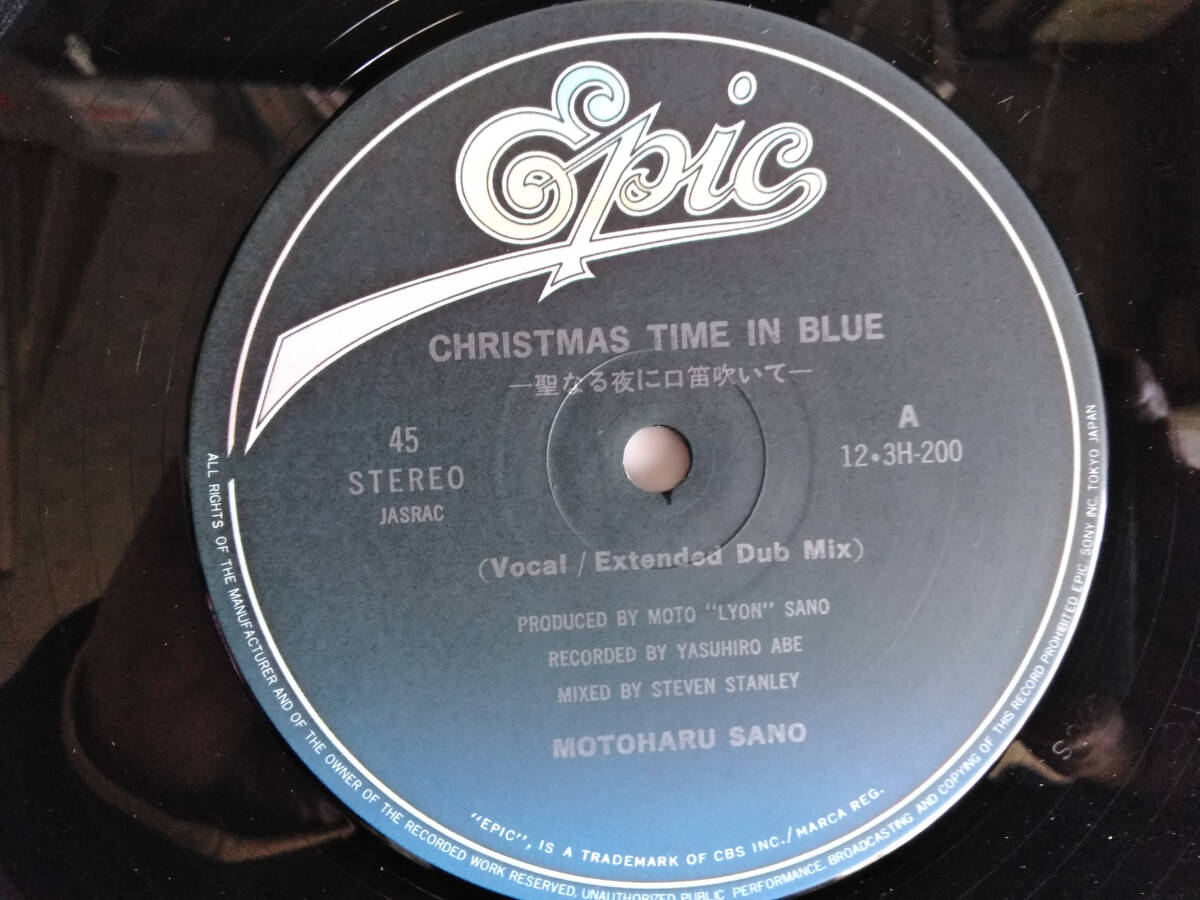 Epic
CHRISTMAS TIME IN BLUE
—聖なる夜に口笛吹いて—
45
STEREO
JASRAC
A
12•3H-200
(Vocal / Extended Dub Mix)
PRODUCED BY MOTO "LYON" SANO
RECORDED BY YASUHIRO ABE
MIXED BY STEVEN STANLEY
MOTOHARU SANO
"EPIC", IS A TRADEMARK OF CBS INC./MARCA REG.
ALL RIGHTS OF THE MANUFACTURER AND OF THE OWNER OF THE RECORDED WORK RESERVED. UNAUTHORIZED PUBLIC PERFORMANCE. BROADCASTING AND COPYING OF THIS RECORD PROHIBITED EPIC. SONY INC. TOKYO JAPAN